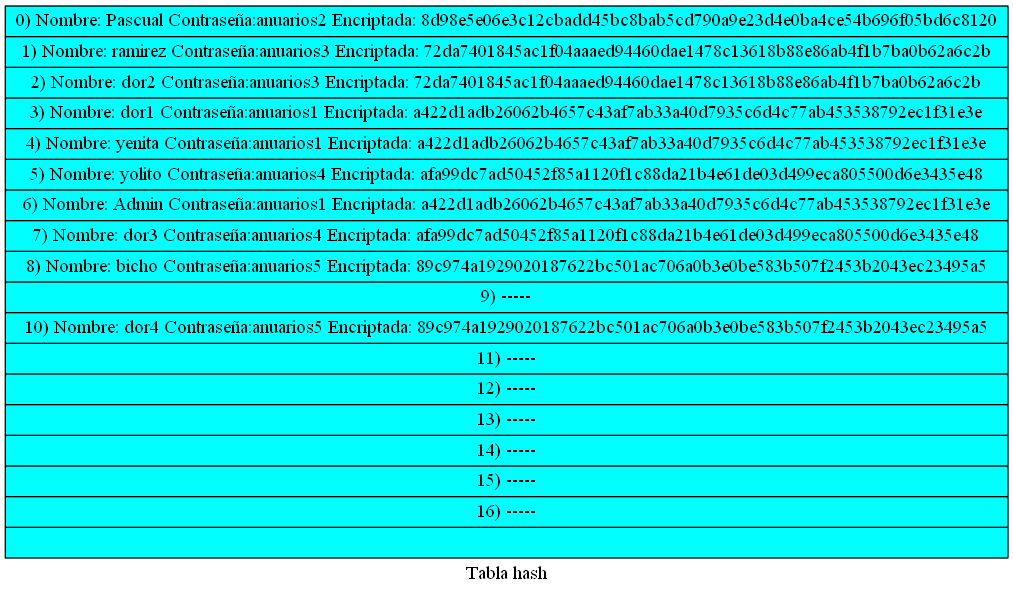 0) Nombre: Pascual Contraseña:anuarios2 Encriptada: 8d98e5e06e3c12cbadd45bc8bab5cd790a9e23d4e0ba4ce54b696f05bd6c8120
1) Nombre: ramirez Contraseña:anuarios3 Encriptada: 72da7401845ac1f04aaaed94460dae1478c13618b88e86ab4f1b7ba0b62a6c2b
2) Nombre: dor2 Contraseña:anuarios3 Encriptada: 72da7401845ac1f04aaaed94460dae1478c13618b88e86ab4f1b7ba0b62a6c2b
3) Nombre: dor1 Contraseña:anuarios1 Encriptada: a422d1adb26062b4657c43af7ab33a40d7935c6d4c77ab453538792ec1f31e3e
4) Nombre: yenita Contraseña:anuarios1 Encriptada: a422d1adb26062b4657c43af7ab33a40d7935c6d4c77ab453538792ec1f31e3e
5) Nombre: yolito Contraseña:anuarios4 Encriptada: afa99dc7ad50452f85a1120f1c88da21b4e61de03d499eca805500d6e3435e48
6) Nombre: Admin Contraseña:anuarios1 Encriptada: a422d1adb26062b4657c43af7ab33a40d7935c6d4c77ab453538792ec1f31e3e
7) Nombre: dor3 Contraseña:anuarios4 Encriptada: afa99dc7ad50452f85a1120f1c88da21b4e61de03d499eca805500d6e3435e48
8) Nombre: bicho Contraseña:anuarios5 Encriptada: 89c974a1929020187622bc501ac706a0b3e0be583b507f2453b2043ec23495a5
9) -----
10) Nombre: dor4 Contraseña:anuarios5 Encriptada: 89c974a1929020187622bc501ac706a0b3e0be583b507f2453b2043ec23495a5
11) -----
12) -----
13) -----
14) -----
15) -----
16) -----
Tabla hash